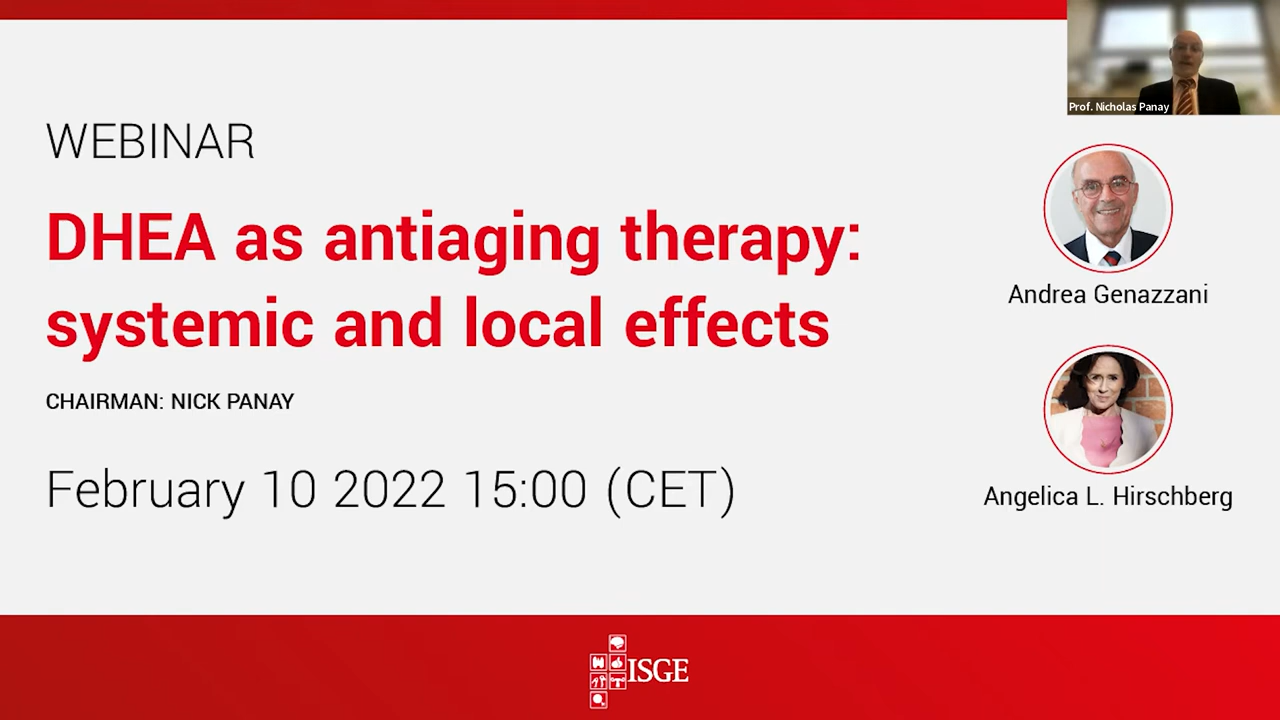 Prof. Nicholas Panay
WEBINAR
DHEA as antiaging therapy:
systemic and local effects
CHAIRMAN: NICK PANAY
February 10 2022 15:00 (CET)
Andrea Genazzani
Angelica L. Hirschberg
ISGE